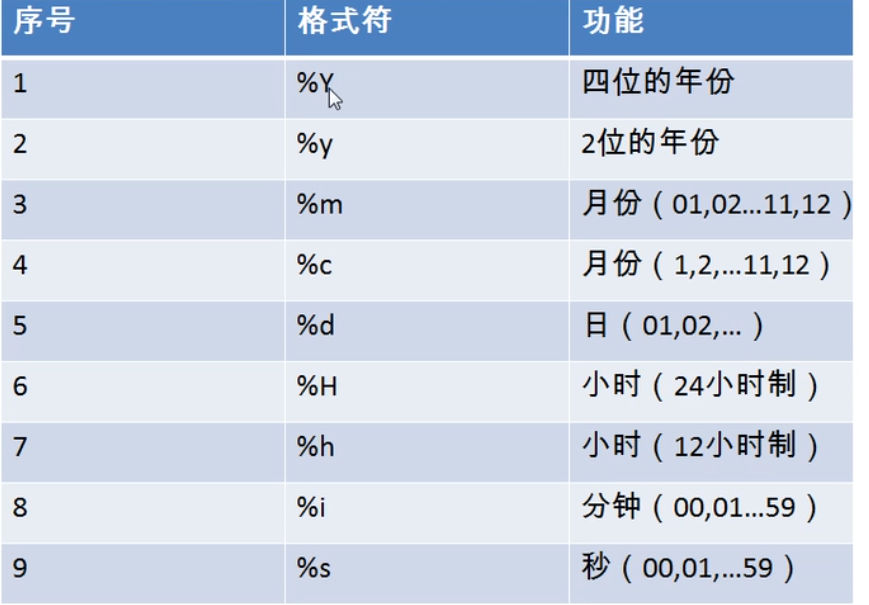 序号 格式符 功能
1 %Y 四位的年份
2 %y 2位的年份
3 %m 月份（01,02...11,12）
4 %c 月份（1,2,...11,12）
5 %d 日（01,02,...）
6 %H 小时（24小时制）
7 %h 小时（12小时制）
8 %i 分钟（00,01...59）
9 %s 秒（00,01,...59）